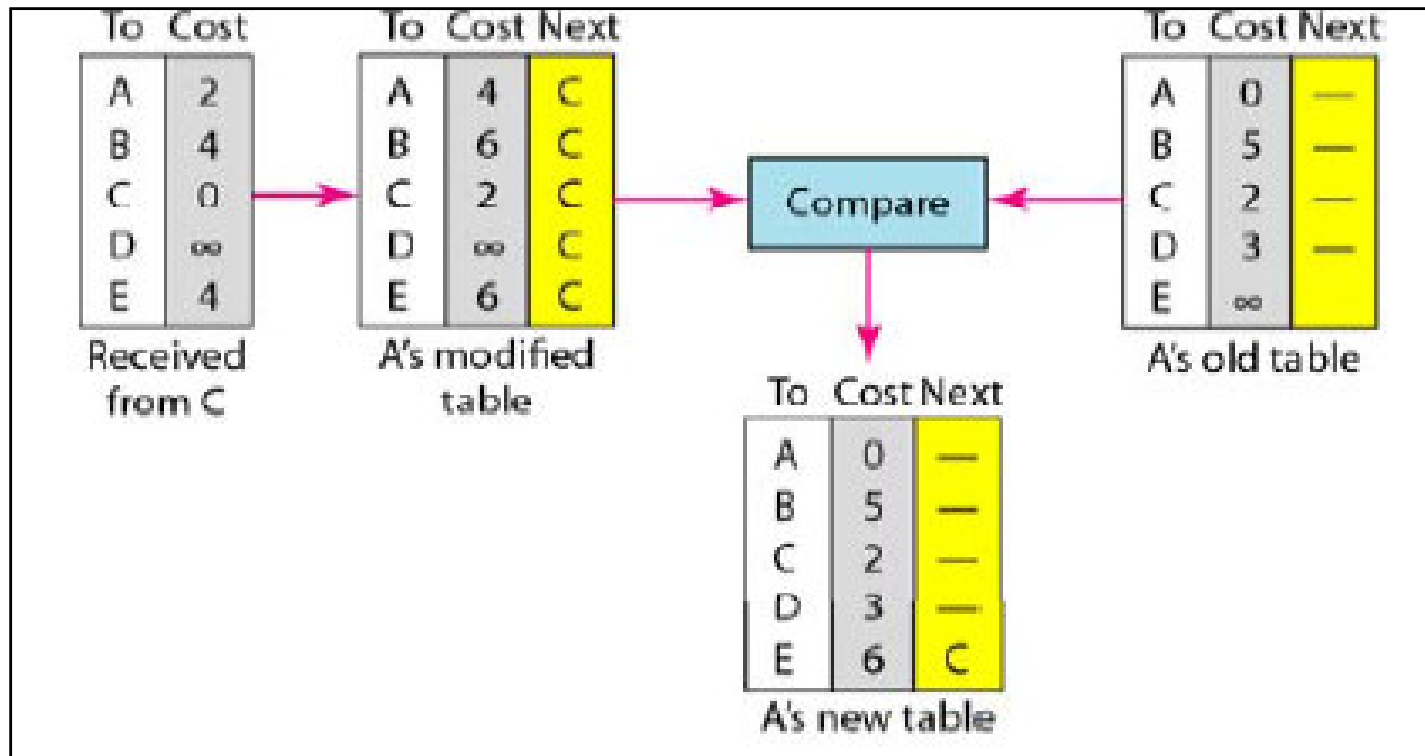 To Cost
A 2
B 4
C 0
D ∞
E 4
Received
from C
To Cost Next
A 4 C
B 6 C
C 2 C
D ∞ C
E 6 C
A's modified
table
Compare
To Cost Next
A 0 —
B 5 —
C 2 —
D 3 —
E ∞
A's old table
To Cost Next
A 0 —
B 5 —
C 2 —
D 3 —
E 6 C
A's new table